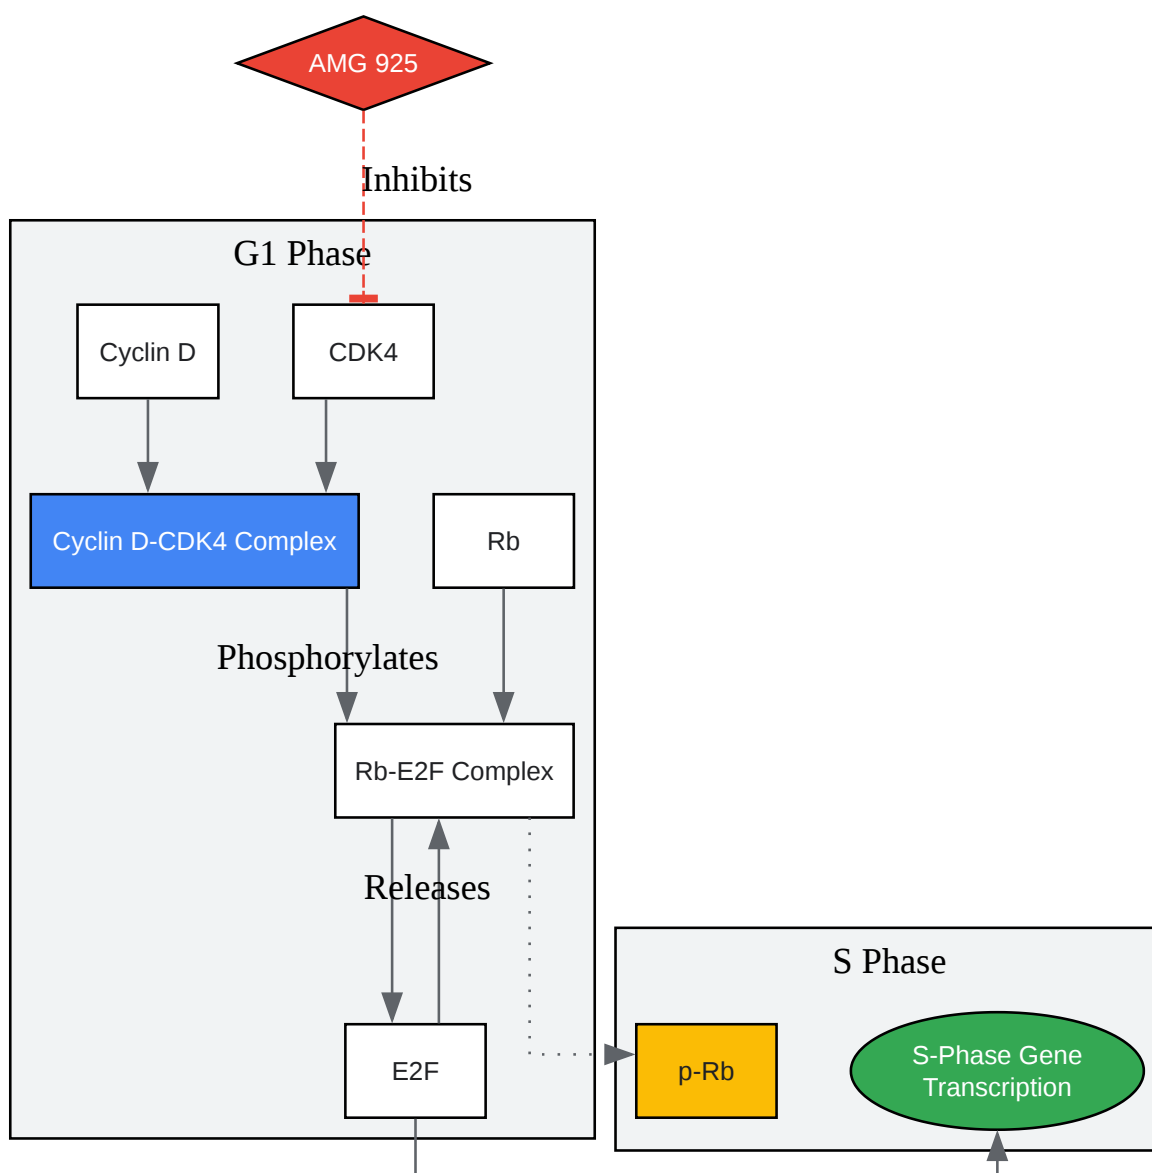 AMG 925
Inhibits
G1 Phase
Cyclin D
CDK4
Cyclin D-CDK4 Complex
Rb
Phosphorylates
Rb-E2F Complex
Releases
S Phase
E2F
p-Rb
S-Phase Gene
Transcription